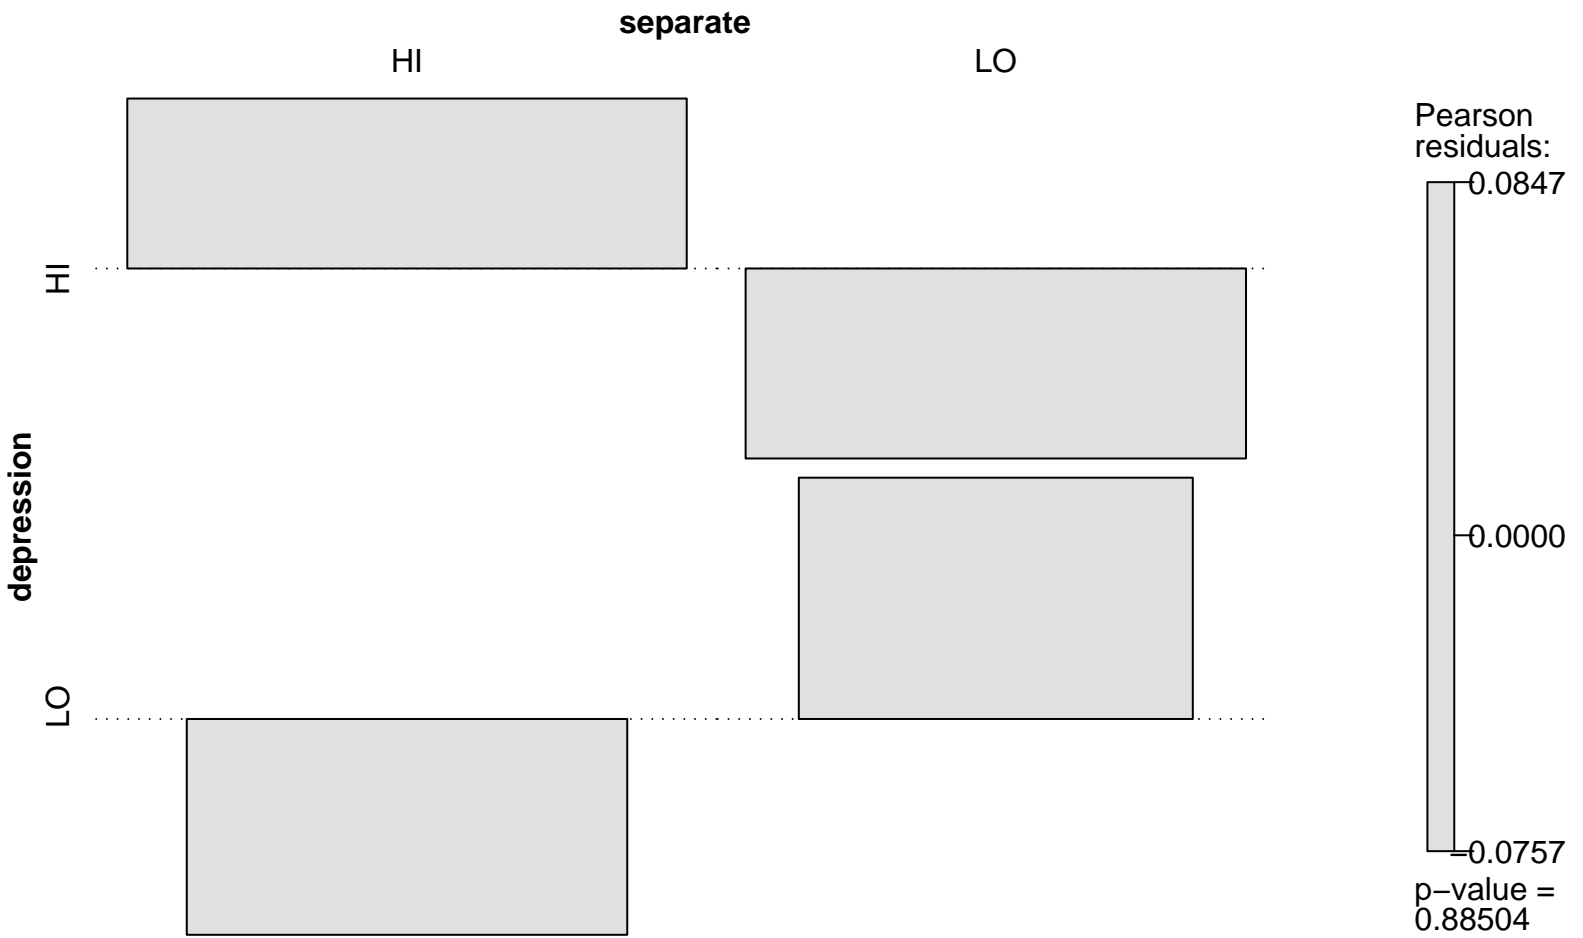 separate
HI
LO
HI
depression
LO
Pearson
residuals:
0.0847
0.0000
−0.0757
p−value =
0.88504